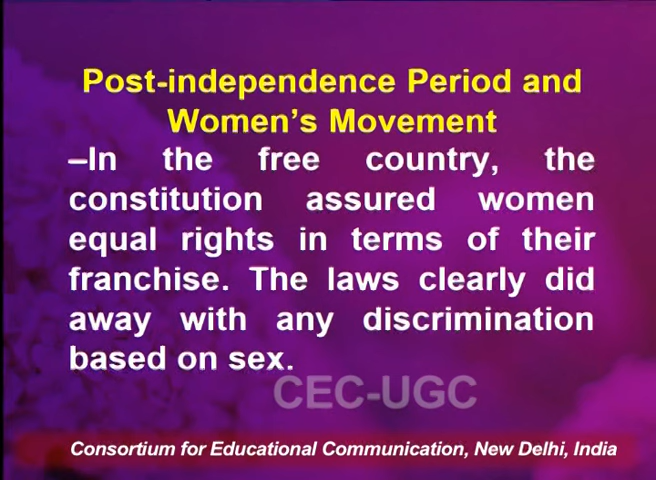 Post-independence Period and
Women's Movement
–In the free country, the
constitution assured women
equal rights in terms of their
franchise. The laws clearly did
away with any discrimination
based on sex.
CEC-UGC
Consortium for Educational Communication, New Delhi, India